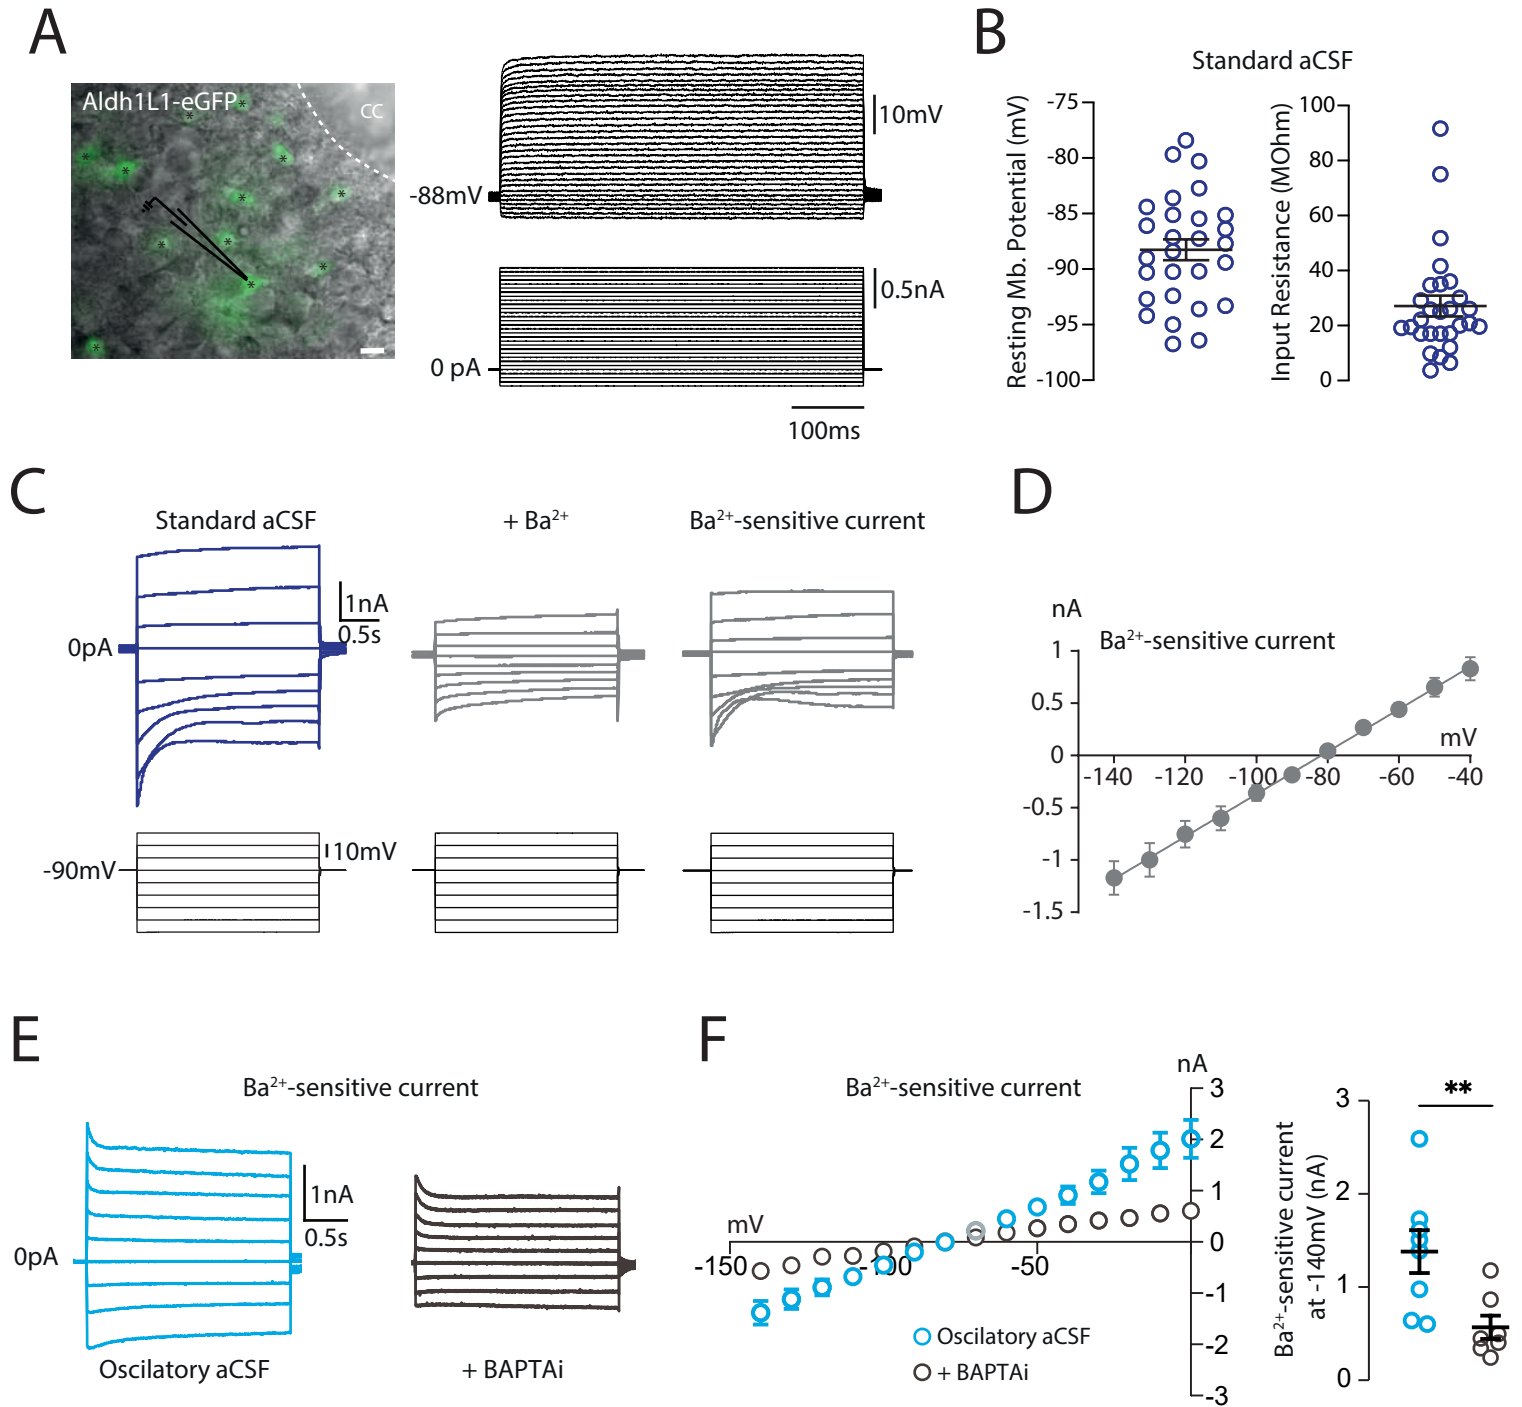 A
Aldh1L1-eGFP
CC
-88mV
10mV
0.5nA
0 pA
100ms
B
Standard aCSF
Resting Mb. Potential (mV)
-75
-80
-85
-90
-95
-100
Input Resistance (MOhm)
100
80
60
40
20
0
C
Standard aCSF
+ Ba²⁺
Ba²⁺-sensitive current
0pA
1nA
0.5s
-90mV
10mV
D
nA
Ba²⁺-sensitive current
1
0.5
0
-0.5
-1
-1.5
mV
-140 -120 -100 -80 -60 -40
E
Ba²⁺-sensitive current
0pA
1nA
0.5s
Oscilatory aCSF
+ BAPTAi
F
Ba²⁺-sensitive current
nA
3
2
1
0
-1
-2
-3
mV
-150 -100 -50
Oscilatory aCSF
+ BAPTAi
Ba²⁺-sensitive current
at -140mV (nA)
3
2
1
0
**